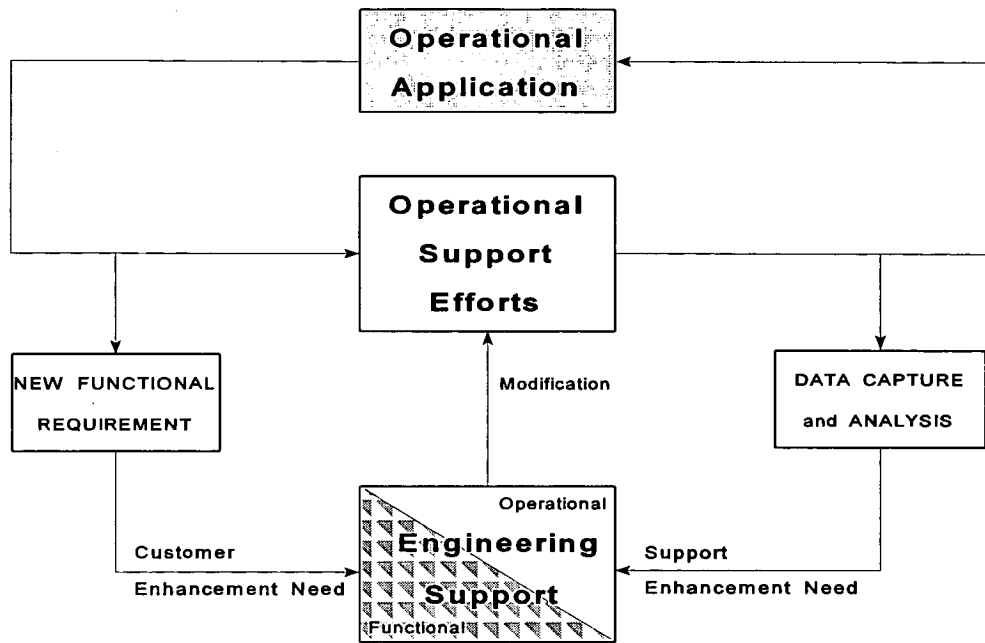 Operational
Application
Operational
Support
Efforts
NEW FUNCTIONAL
REQUIREMENT
Modification
DATA CAPTURE
and ANALYSIS
Operational
Engineering
Support
Functional
Customer
Enhancement Need
Support
Enhancement Need